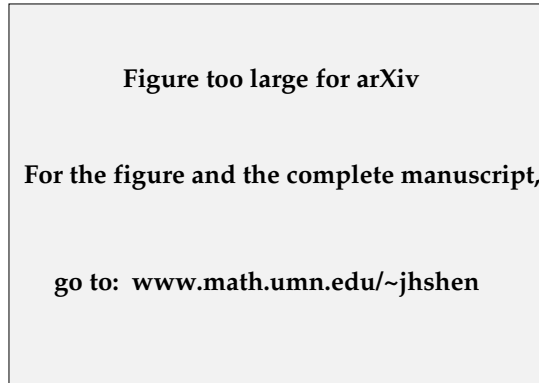 Figure too large for arXiv
For the figure and the complete manuscript,
go to: www.math.umn.edu/~jhshen